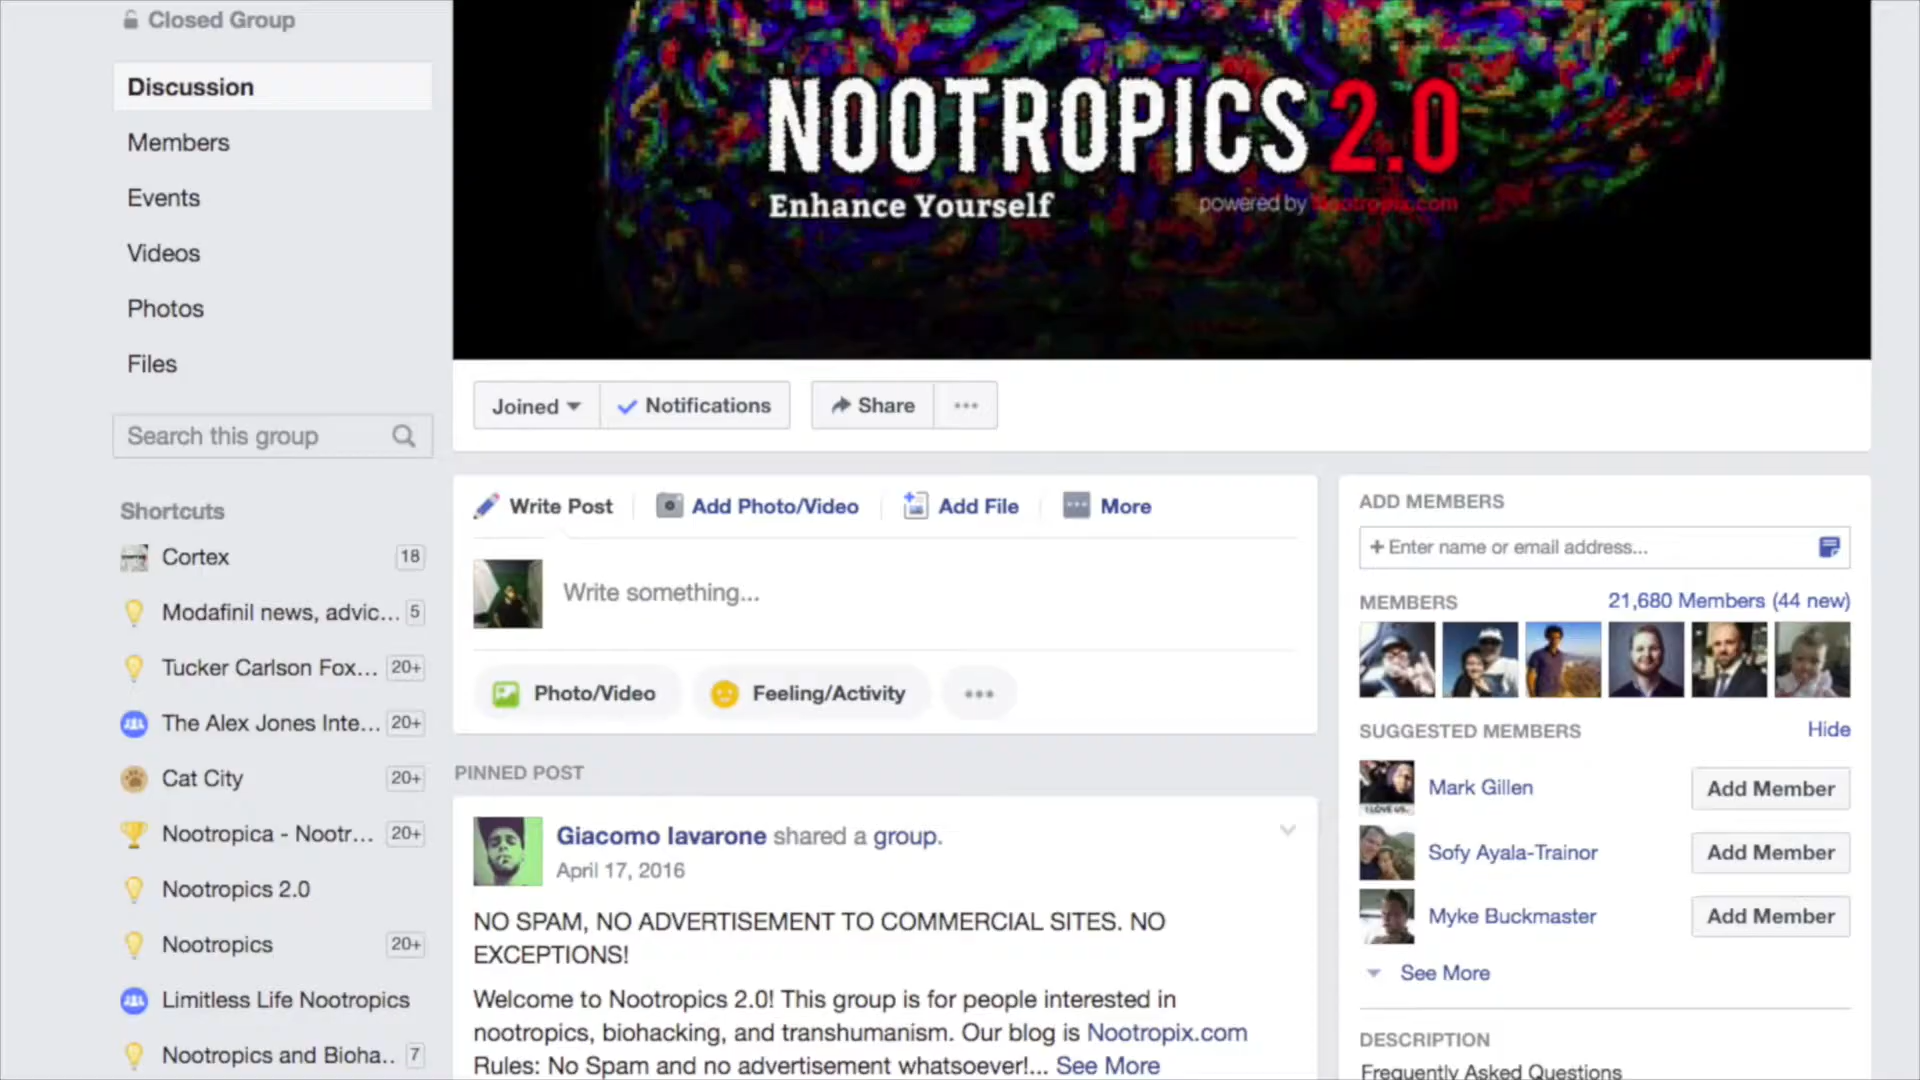 Closed Group
Discussion
Members
Events
Videos
Photos
Files
Search this group
Shortcuts
Cortex 18
Modafinil news, advic... 5
Tucker Carlson Fox... 20+
The Alex Jones Inte... 20+
Cat City 20+
Nootropica - Nootr... 20+
Nootropics 2.0
Nootropics 20+
Limitless Life Nootropics
Nootropics and Bioha.. 7
NOOTROPICS 2.0
Enhance Yourself
powered by Nootropix.com
Joined Notifications Share
Write Post Add Photo/Video Add File More
Write something...
Photo/Video Feeling/Activity
PINNED POST
Giacomo Iavarone shared a group.
April 17, 2016
NO SPAM, NO ADVERTISEMENT TO COMMERCIAL SITES. NO
EXCEPTIONS!
Welcome to Nootropics 2.0! This group is for people interested in
nootropics, biohacking, and transhumanism. Our blog is Nootropix.com
Rules: No Spam and no advertisement whatsoever!... See More
ADD MEMBERS
+ Enter name or email address...
MEMBERS 21,680 Members (44 new)
SUGGESTED MEMBERS Hide
Mark Gillen Add Member
Sofy Ayala-Trainor Add Member
Myke Buckmaster Add Member
See More
DESCRIPTION
Frequently Asked Questions